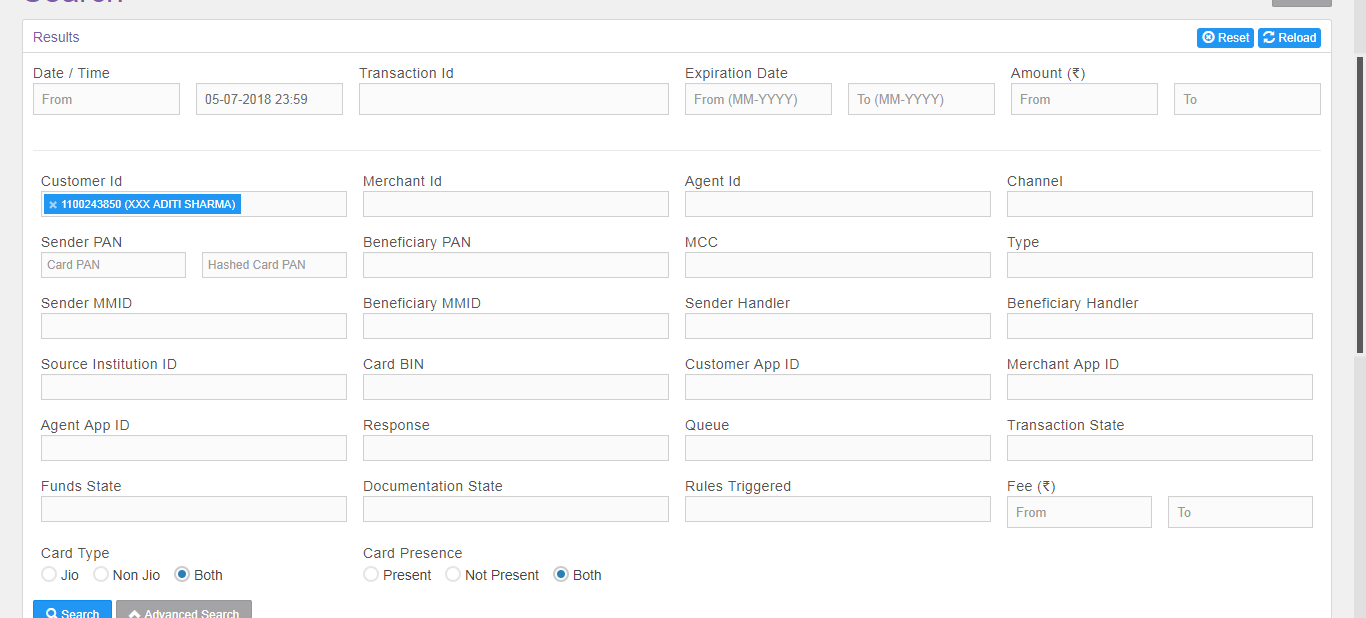 Search
Results Reset Reload
Date / Time Transaction Id Expiration Date Amount (₹)
From 05-07-2018 23:59 From (MM-YYYY) To (MM-YYYY) From To
Customer Id Merchant Id Agent Id Channel
× 1100243850 (XXX ADITI SHARMA)
Sender PAN Beneficiary PAN MCC Type
Card PAN Hashed Card PAN
Sender MMID Beneficiary MMID Sender Handler Beneficiary Handler
Source Institution ID Card BIN Customer App ID Merchant App ID
Agent App ID Response Queue Transaction State
Funds State Documentation State Rules Triggered Fee (₹)
From To
Card Type Card Presence
Jio Non Jio Both Present Not Present Both
Search Advanced Search